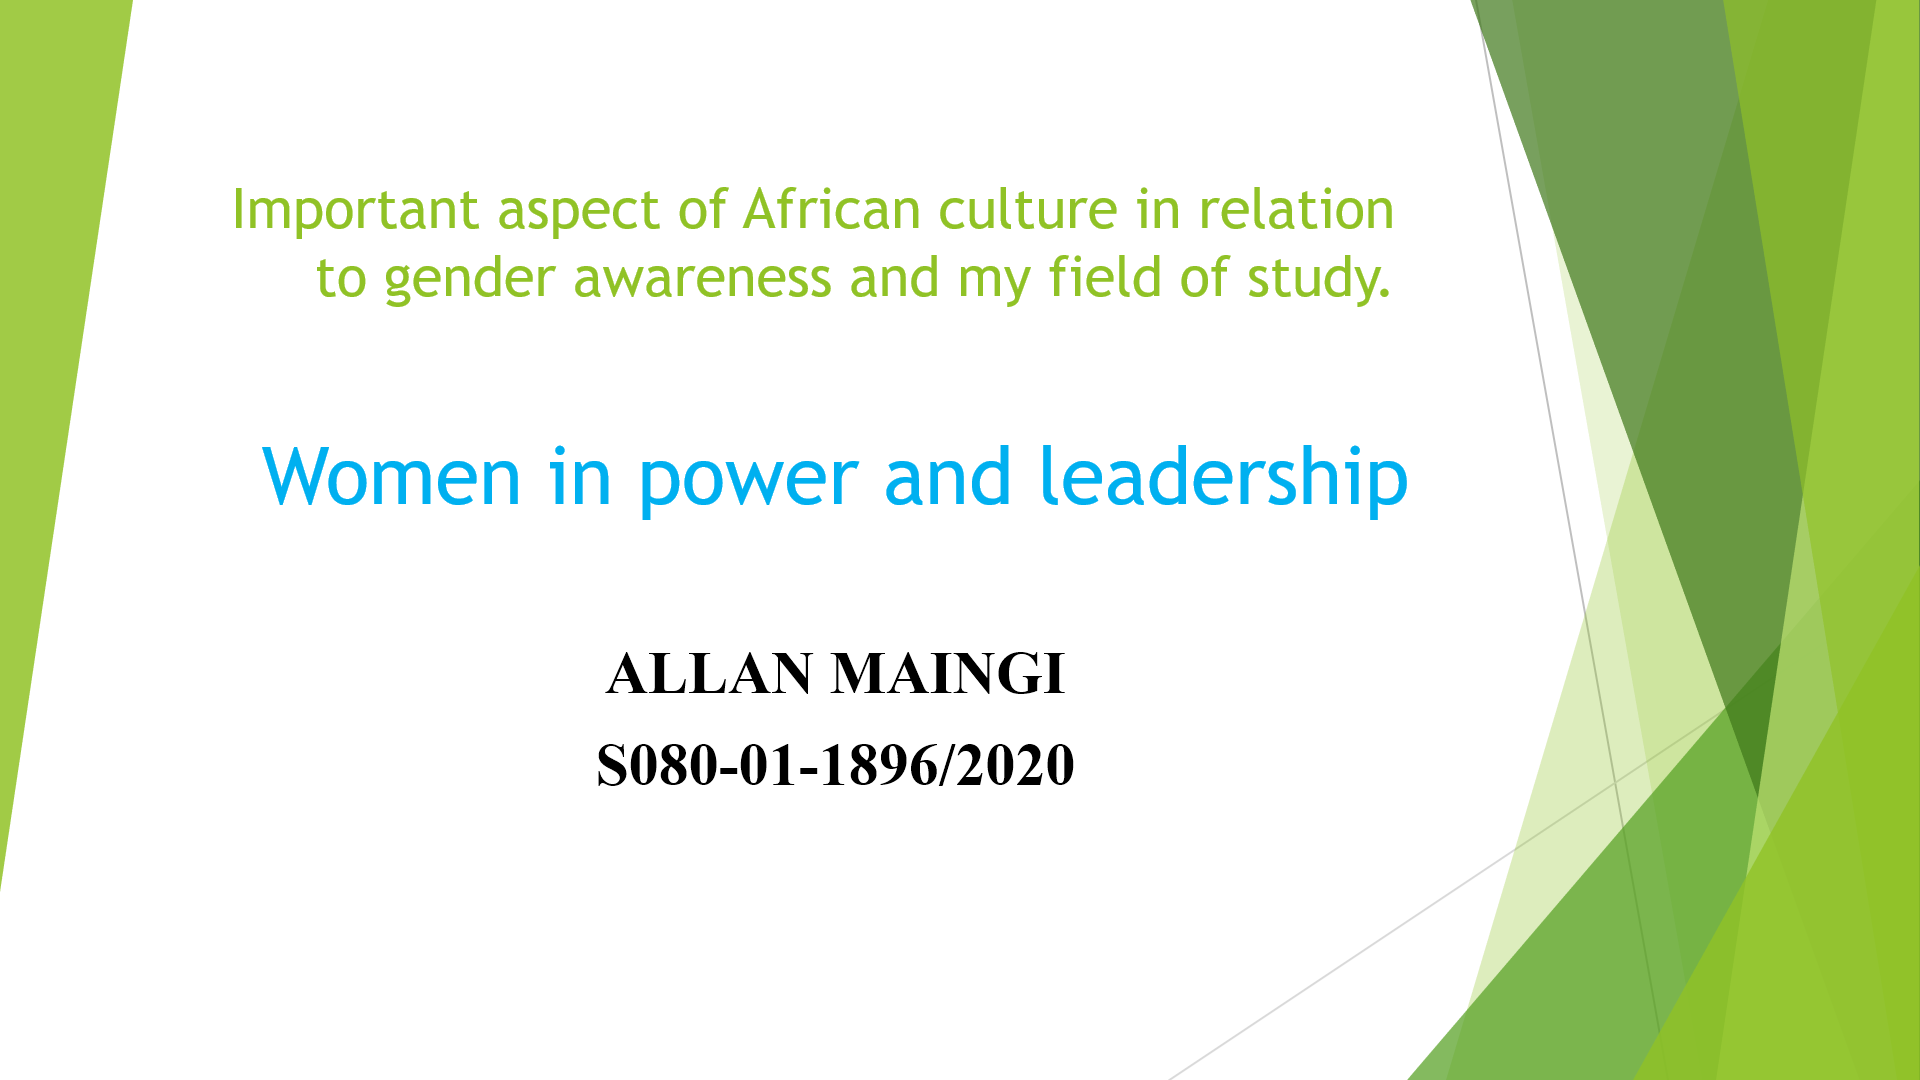 Important aspect of African culture in relation
to gender awareness and my field of study.
Women in power and leadership
ALLAN MAINGI
S080-01-1896/2020